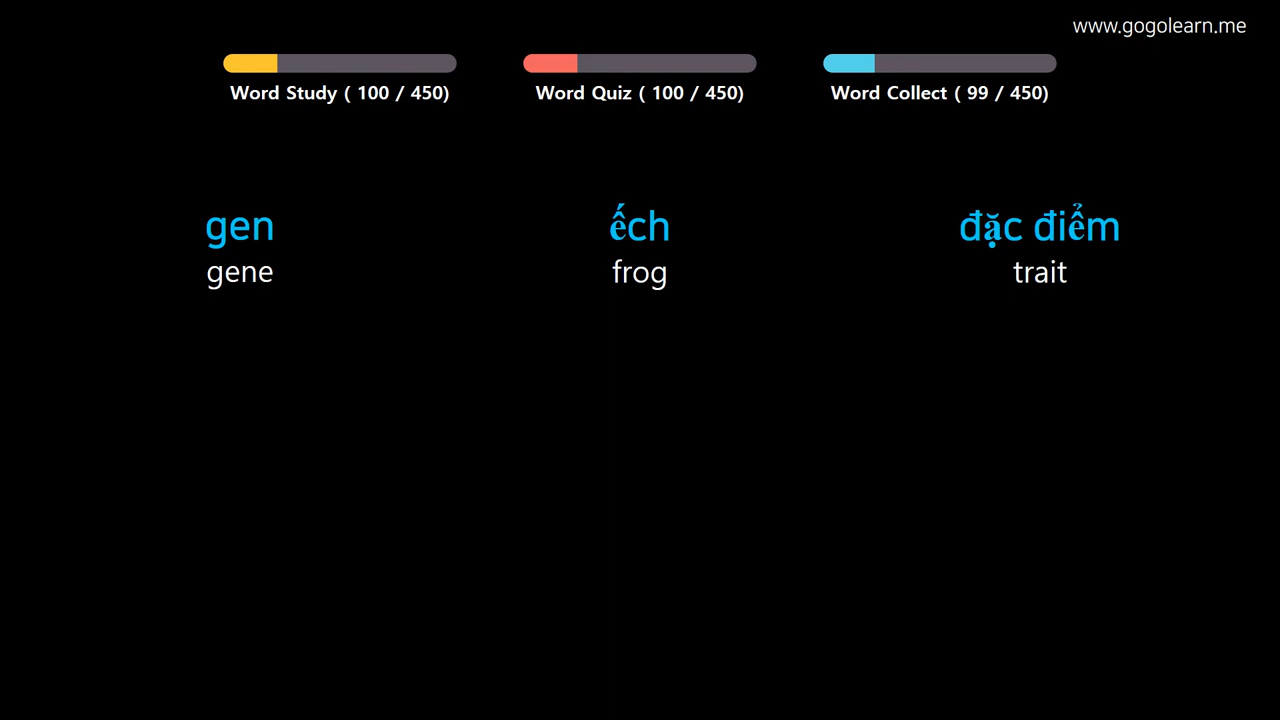 www.gogolearn.me
Word Study ( 100 / 450)
Word Quiz ( 100 / 450)
Word Collect ( 99 / 450)
gen
gene
ếch
frog
đặc điểm
trait